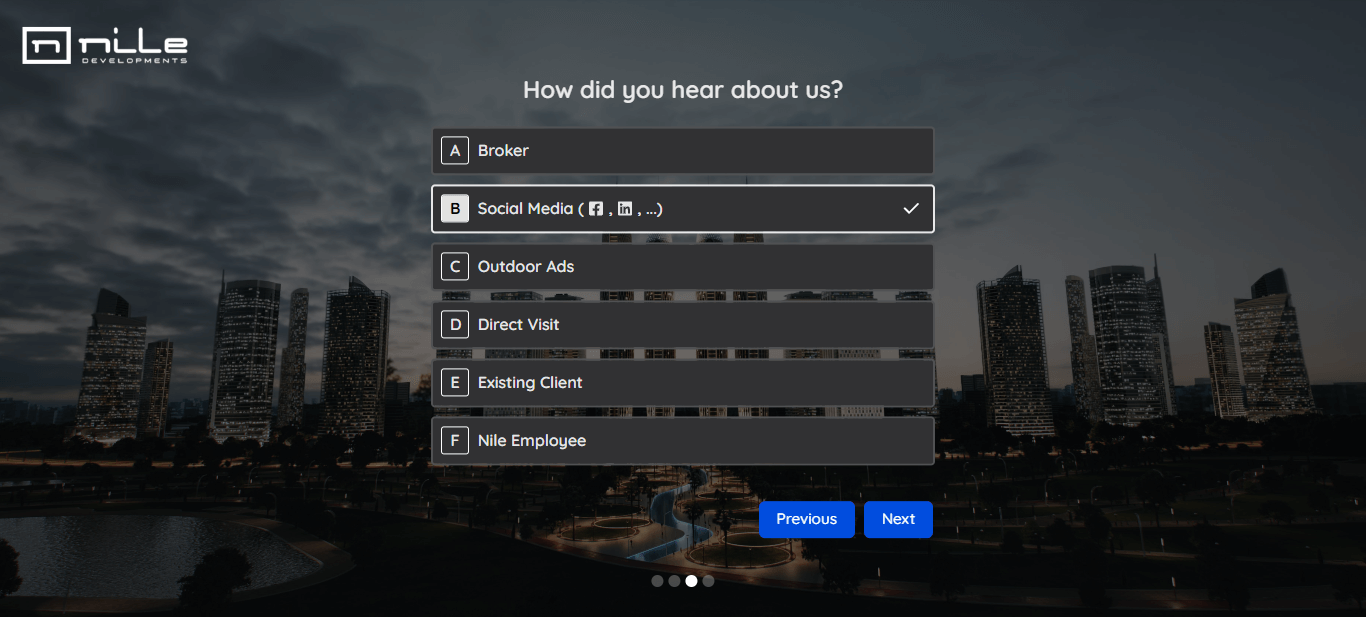 nile
DEVELOPMENTS
How did you hear about us?
A Broker
B Social Media ( , , ...)
C Outdoor Ads
D Direct Visit
E Existing Client
F Nile Employee
Previous Next